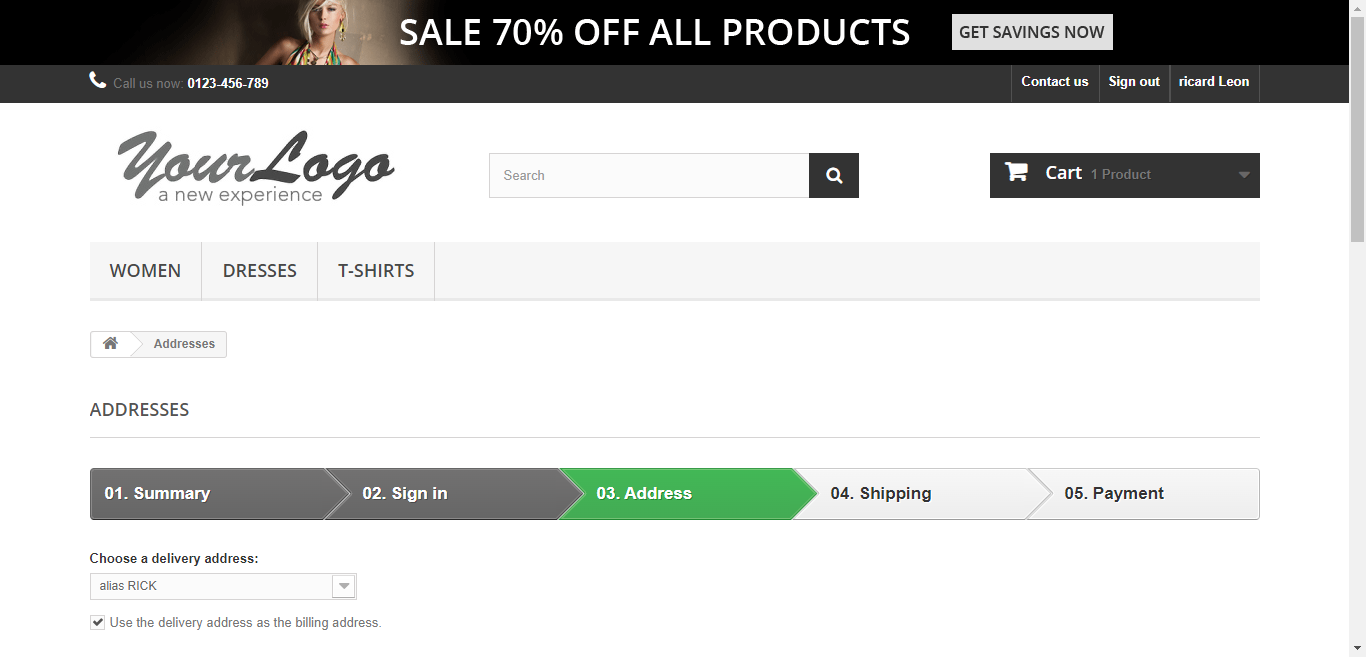 SALE 70% OFF ALL PRODUCTS GET SAVINGS NOW
Call us now: 0123-456-789 Contact us Sign out ricard Leon
YourLogo
a new experience
Search Cart 1 Product
WOMEN DRESSES T-SHIRTS
Addresses
ADDRESSES
01. Summary 02. Sign in 03. Address 04. Shipping 05. Payment
Choose a delivery address:
alias RICK
Use the delivery address as the billing address.